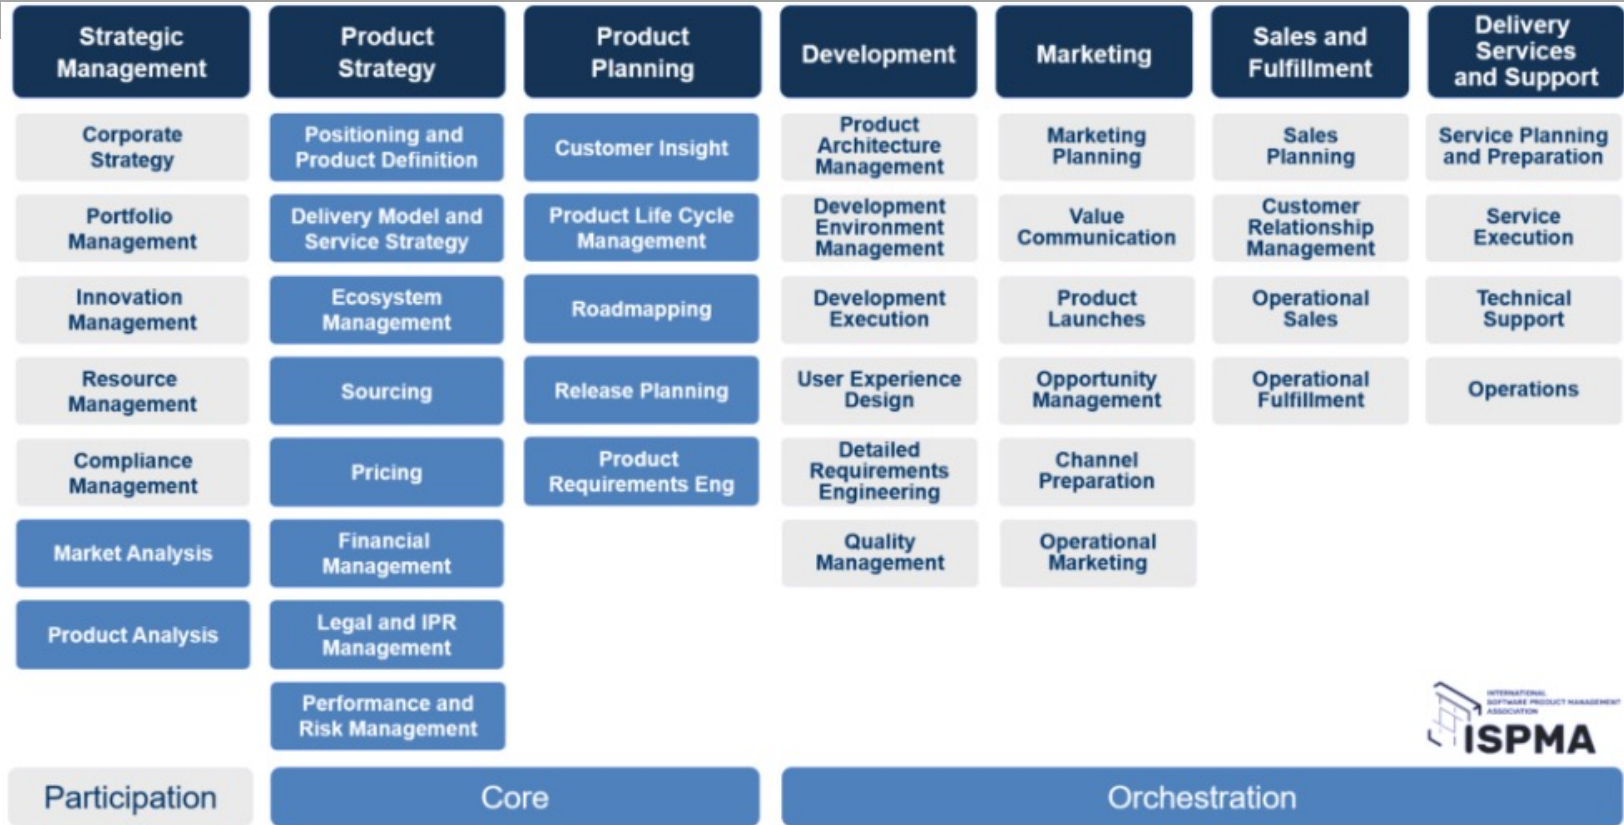 Strategic
Management
Product
Strategy
Product
Planning
Development
Marketing
Sales and
Fulfillment
Delivery
Services
and Support
Corporate
Strategy
Portfolio
Management
Innovation
Management
Resource
Management
Compliance
Management
Market Analysis
Product Analysis
Positioning and
Product Definition
Delivery Model and
Service Strategy
Ecosystem
Management
Sourcing
Pricing
Financial
Management
Legal and IPR
Management
Performance and
Risk Management
Customer Insight
Product Life Cycle
Management
Roadmapping
Release Planning
Product
Requirements Eng
Product
Architecture
Management
Development
Environment
Management
Development
Execution
User Experience
Design
Detailed
Requirements
Engineering
Quality
Management
Marketing
Planning
Value
Communication
Product
Launches
Opportunity
Management
Channel
Preparation
Operational
Marketing
Sales
Planning
Customer
Relationship
Management
Operational
Sales
Operational
Fulfillment
Service Planning
and Preparation
Service
Execution
Technical
Support
Operations
INTERNATIONAL
SOFTWARE PRODUCT MANAGEMENT
ASSOCIATION
ISPMA
Participation
Core
Orchestration